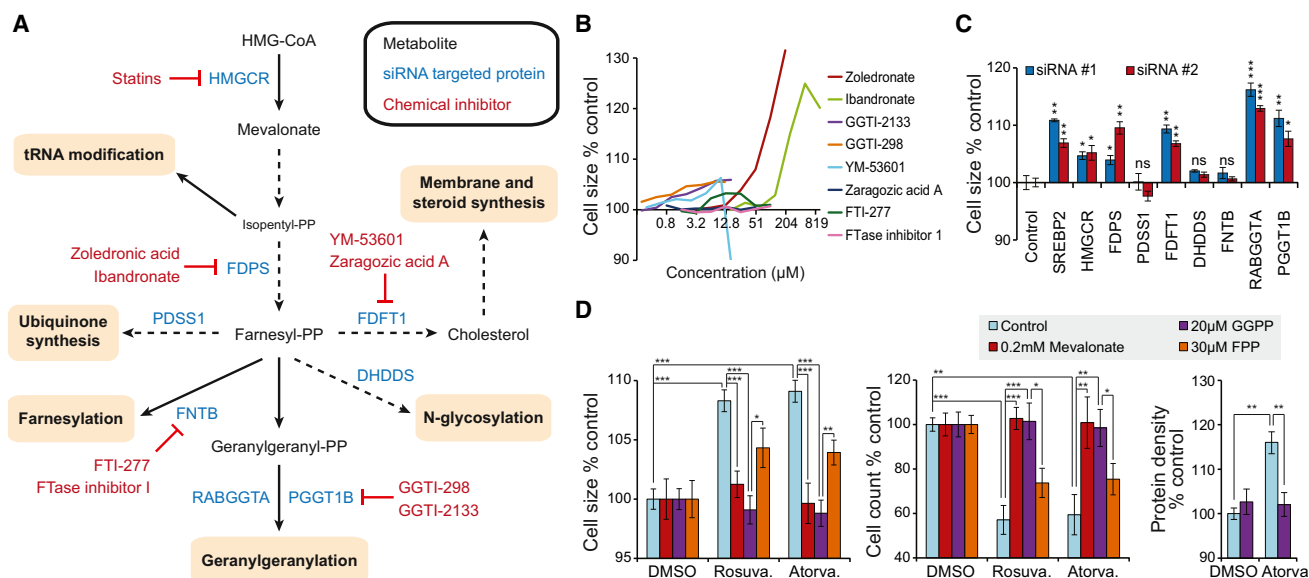 A
HMG-CoA
Statins
HMGCR
Mevalonate
tRNA modification
Isopentyl-PP
Zoledronic acid
Ibandronate
FDPS
YM-53601
Zaragozic acid A
Membrane and
steroid synthesis
Ubiquinone
synthesis
PDSS1
Farnesyl-PP
FDFT1
Cholesterol
DHDDS
Farnesylation
FNTB
N-glycosylation
Geranylgeranyl-PP
FTI-277
FTase inhibitor I
RABGGTA
PGGT1B
GGTI-298
GGTI-2133
Geranylgeranylation
Metabolite
siRNA targeted protein
Chemical inhibitor
B
Cell size % control
130
120
110
100
90
0.8 3.2 12.8 51 204 819
Concentration (µM)
Zoledronate
Ibandronate
GGTI-2133
GGTI-298
YM-53601
Zaragozic acid A
FTI-277
FTase inhibitor 1
C
Cell size % control
120
110
100
90
siRNA #1 siRNA #2
** ** * * * ** ns ** ** ns ns *** *** ** *
Control
SREBP2
HMGCR
FDPS
PDSS1
FDFT1
DHDDS
FNTB
RABGGTA
PGGT1B
D
Control
0.2mM Mevalonate
20µM GGPP
30µM FPP
Cell size % control
110
105
100
95
*** *** *** *** * *** *** **
DMSO Rosuva. Atorva.
Cell count % control
120
100
80
60
40
** *** *** *** * ** ** *
DMSO Rosuva. Atorva.
Protein density
% control
130
120
110
100
90
** **
DMSO Atorva.